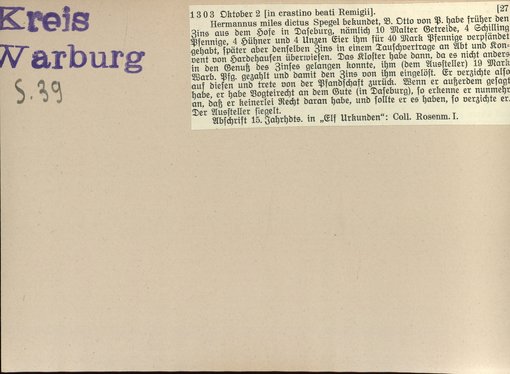 Kreis
Warburg
S. 39
[27
1303 Oktober 2 [in crastino beati Remigii].
Hermannus miles dictus Spegel bekundet, B. Otto von P. habe früher den
Zins aus dem Hofe in Daseburg, nämlich 10 Malter Getreide, 4 Schilling
Pfennige, 4 Hühner und 4 Unzen Eier ihm für 40 Mark Pfennige verpfändet
gehabt, später aber denselben Zins in einem Tauschvertrage an Abt und Kon-
vent von Hardehausen überwiesen. Das Kloster habe dann, da es nicht anders
in den Genuß des Zinses gelangen konnte, ihm (dem Aussteller) 19 Mark
Warb. Pfg. gezahlt und damit den Zins von ihm eingelöst. Er verzichte also
auf diesen und trete von der Pfandschaft zurück. Wenn er außerdem gesagt
habe, er habe Vogteirecht an dem Gute (in Daseburg), so erkenne er nunmehr
an, daß er keinerlei Recht daran habe, und sollte er es haben, so verzichte er.
Der Aussteller siegelt.
Abschrift 15. Jahrhdts. in „Elf Urkunden“: Coll. Rosenm. I.